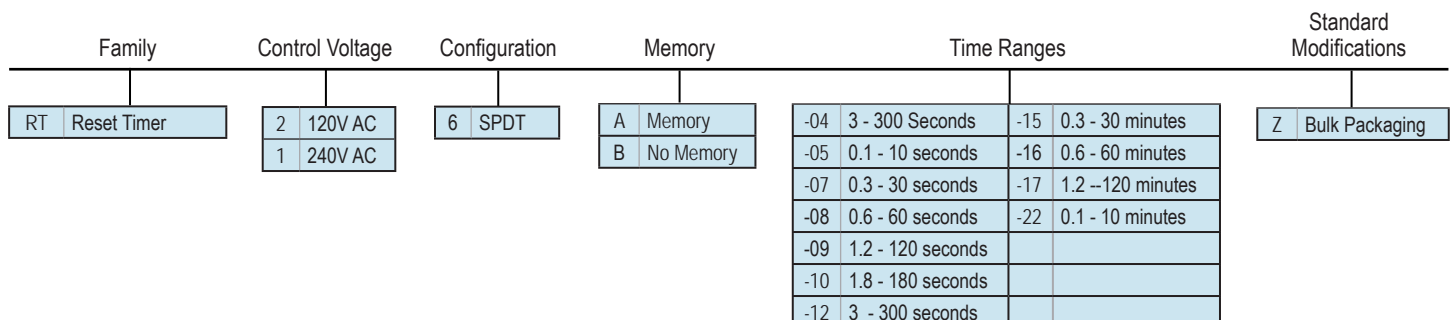 Family
Control Voltage
Configuration
Memory
Time Ranges
Standard
Modifications
RT Reset Timer
2 120V AC
1 240V AC
6 SPDT
A Memory
B No Memory
-04 3 - 300 Seconds -15 0.3 - 30 minutes
-05 0.1 - 10 seconds -16 0.6 - 60 minutes
-07 0.3 - 30 seconds -17 1.2 --120 minutes
-08 0.6 - 60 seconds -22 0.1 - 10 minutes
-09 1.2 - 120 seconds
-10 1.8 - 180 seconds
-12 3 - 300 seconds
Z Bulk Packaging